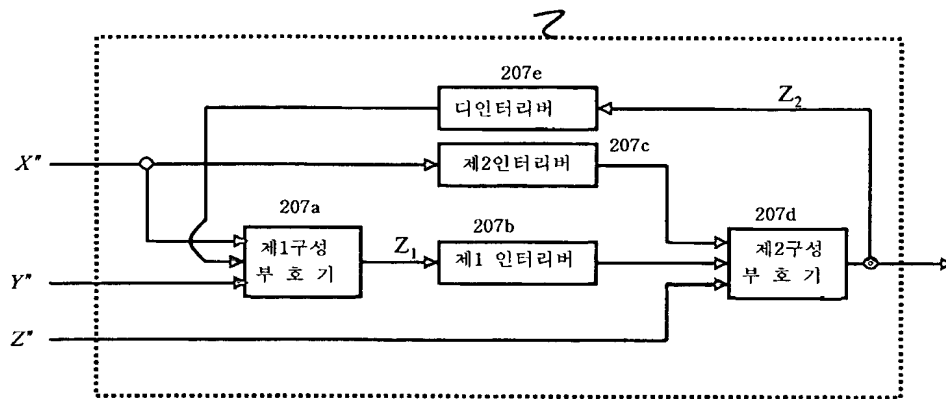 207e
디인터리버
Z₂
X"
제2인터리버
207c
207a
207b
207d
제1구성
부 호 기
Z₁
제1 인터리버
제2구성
부 호 기
Y"
Z"